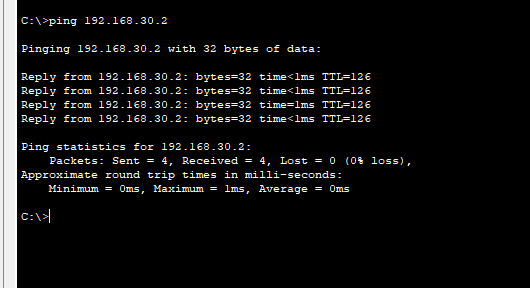 C:\>ping 192.168.30.2
Pinging 192.168.30.2 with 32 bytes of data:
Reply from 192.168.30.2: bytes=32 time<1ms TTL=126
Reply from 192.168.30.2: bytes=32 time<1ms TTL=126
Reply from 192.168.30.2: bytes=32 time=1ms TTL=126
Reply from 192.168.30.2: bytes=32 time<1ms TTL=126
Ping statistics for 192.168.30.2:
Packets: Sent = 4, Received = 4, Lost = 0 (0% loss),
Approximate round trip times in milli-seconds:
Minimum = 0ms, Maximum = 1ms, Average = 0ms
C:\>